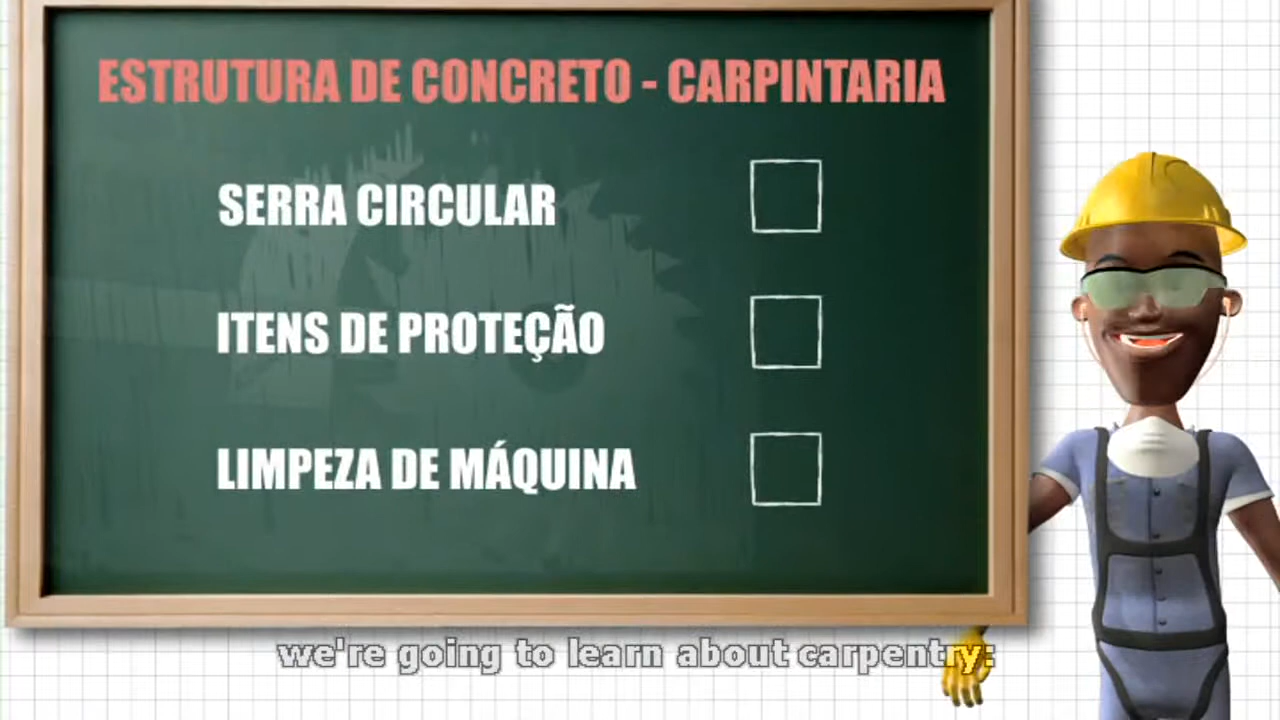 ESTRUTURA DE CONCRETO - CARPINTARIA
SERRA CIRCULAR
ITENS DE PROTEÇÃO
LIMPEZA DE MÁQUINA
we're going to learn about carpentry: